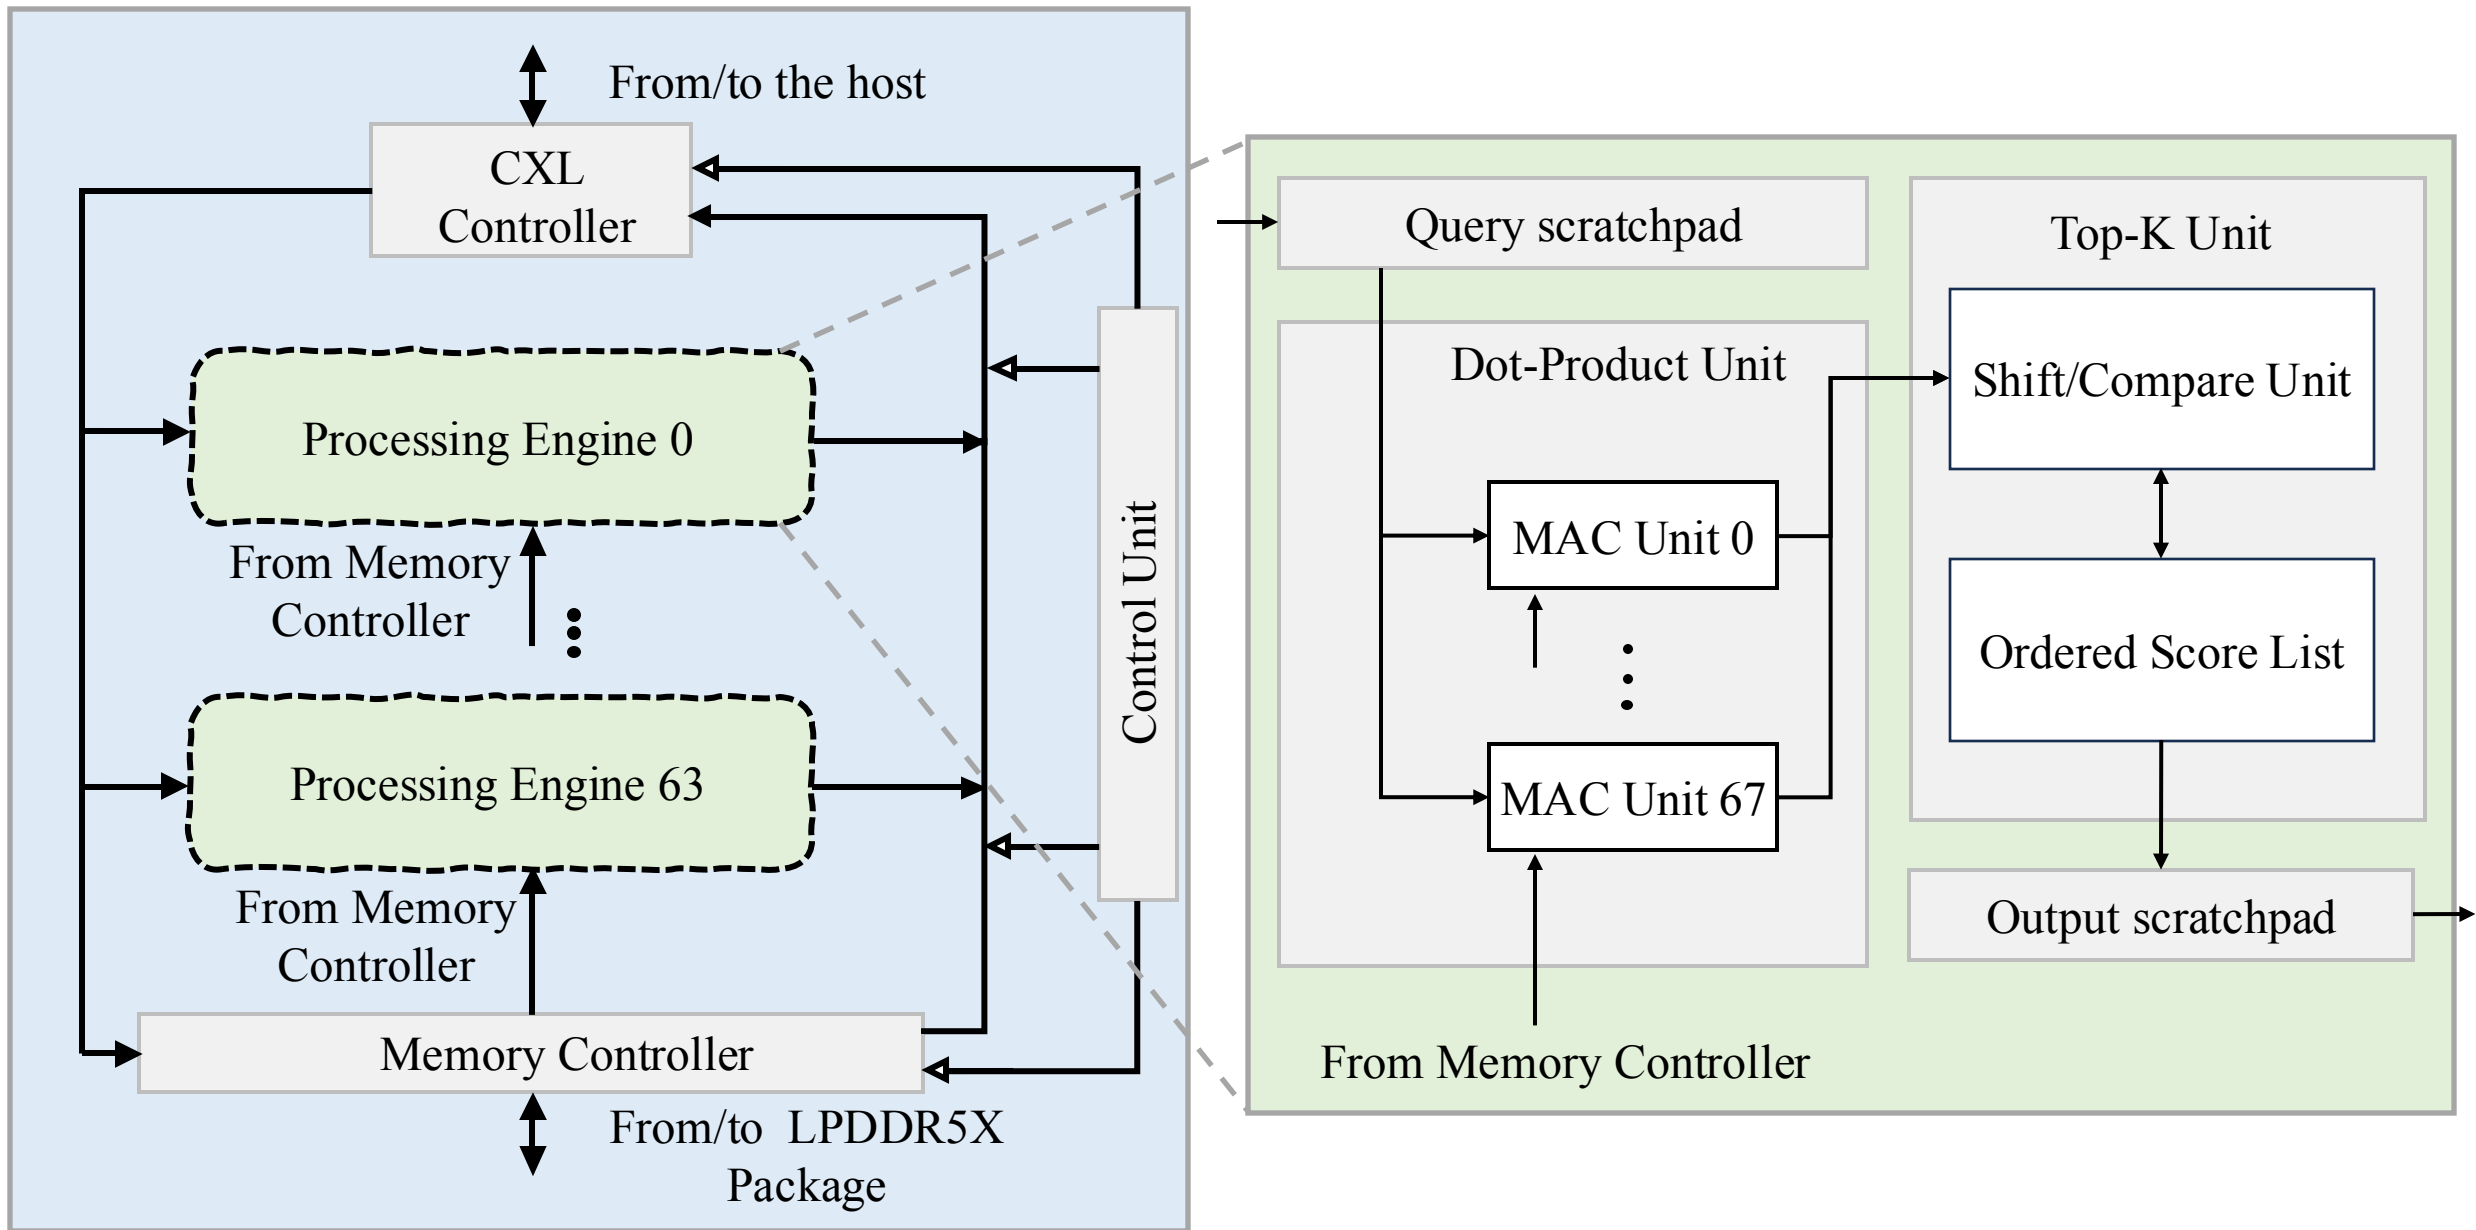 From/to the host
CXL
Controller
Processing Engine 0
From Memory
Controller
Processing Engine 63
From Memory
Controller
Memory Controller
From/to LPDDR5X
Package
Control Unit
Query scratchpad
Dot-Product Unit
MAC Unit 0
MAC Unit 67
From Memory Controller
Top-K Unit
Shift/Compare Unit
Ordered Score List
Output scratchpad